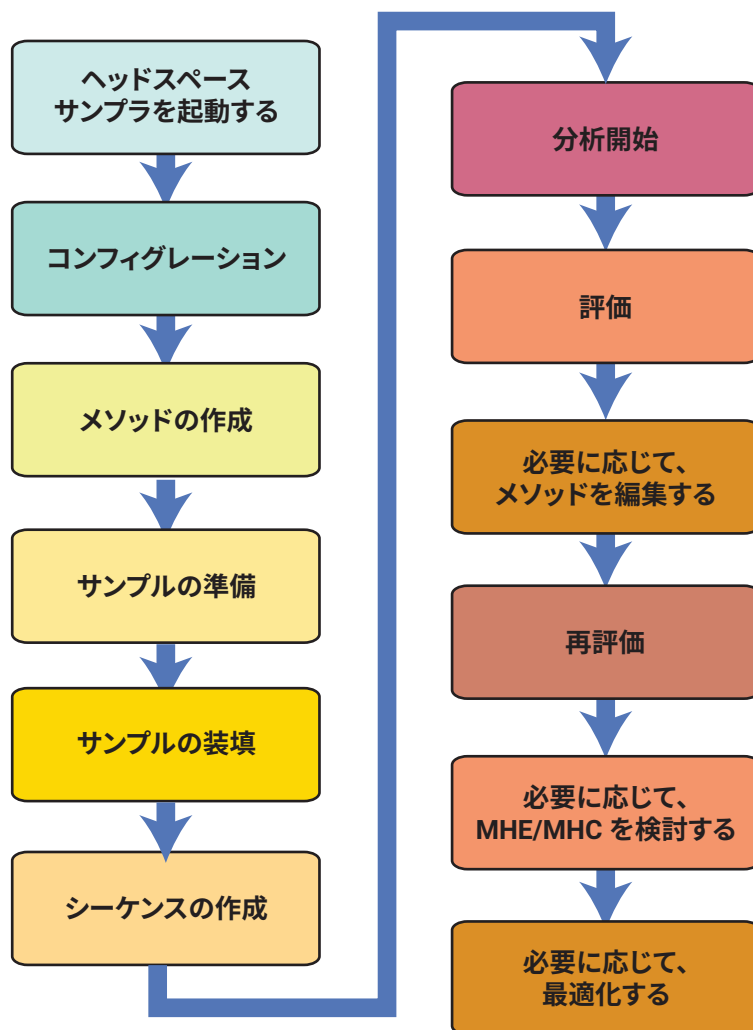 ヘッドスペース
サンプラを起動する
コンフィグレーション
メソッドの作成
サンプルの準備
サンプルの装填
シーケンスの作成
分析開始
評価
必要に応じて、
メソッドを編集する
再評価
必要に応じて、
MHE/MHC を検討する
必要に応じて、
最適化する